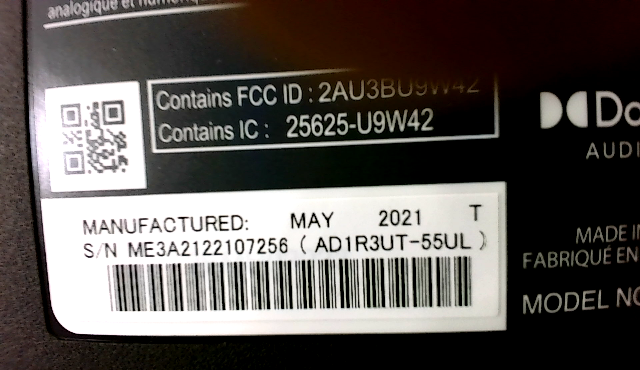 analogique et numériq
Contains FCC ID : 2AU3BU9W42
Contains IC : 25625-U9W42
Do
AUDI
MANUFACTURED: MAY 2021 T
S/N ME3A2122107256 ( AD1R3UT-55UL )
MADE IN
FABRIQUÉ EN
MODEL NO